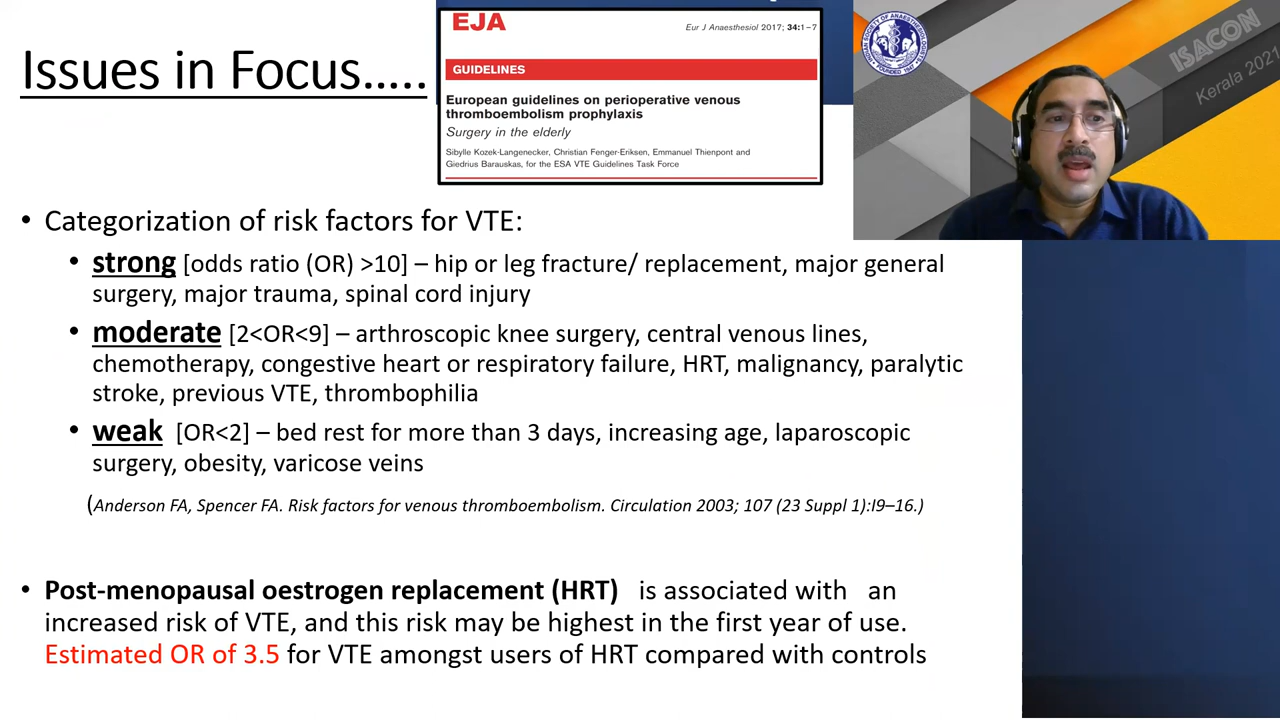 Issues in Focus.....
EJA
Eur J Anaesthesiol 2017; 34:1–7
GUIDELINES
European guidelines on perioperative venous
thromboembolism prophylaxis
Surgery in the elderly
Sibylle Kozek-Langenecker, Christian Fenger-Eriksen, Emmanuel Thienpont and
Giedrius Barauskas, for the ESA VTE Guidelines Task Force
ISACON
Kerala 2021
• Categorization of risk factors for VTE:
• strong [odds ratio (OR) >10] – hip or leg fracture/ replacement, major general
surgery, major trauma, spinal cord injury
• moderate [2<OR<9] – arthroscopic knee surgery, central venous lines,
chemotherapy, congestive heart or respiratory failure, HRT, malignancy, paralytic
stroke, previous VTE, thrombophilia
• weak [OR<2] – bed rest for more than 3 days, increasing age, laparoscopic
surgery, obesity, varicose veins
(Anderson FA, Spencer FA. Risk factors for venous thromboembolism. Circulation 2003; 107 (23 Suppl 1):I9–16.)
• Post-menopausal oestrogen replacement (HRT) is associated with an
increased risk of VTE, and this risk may be highest in the first year of use.
Estimated OR of 3.5 for VTE amongst users of HRT compared with controls